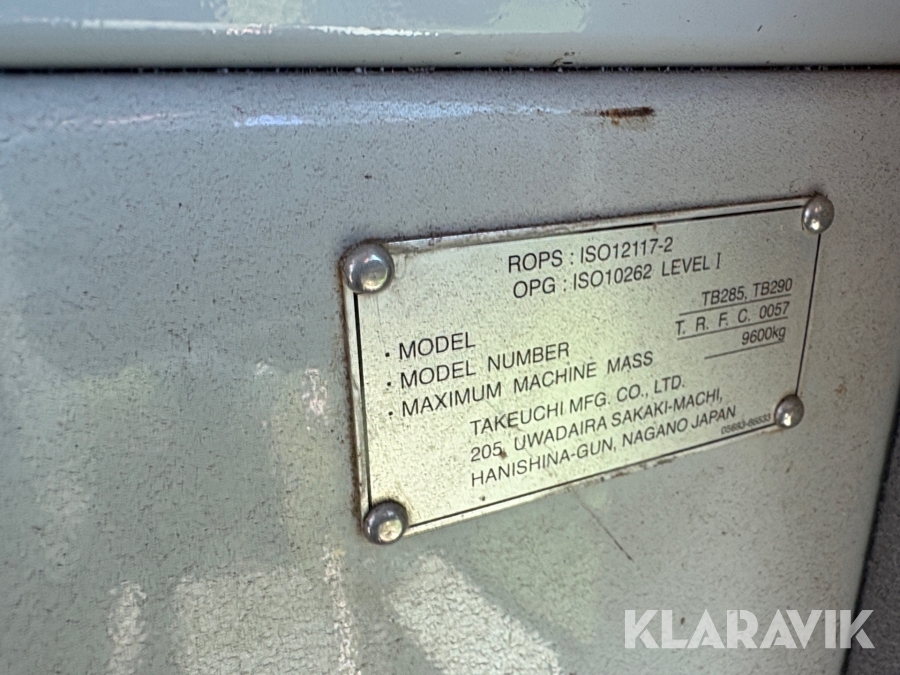 ROPS : ISO12117-2
OPG : ISO10262 LEVEL I
· MODEL TB285, TB290
· MODEL NUMBER T. R. F. C. 0057
· MAXIMUM MACHINE MASS 9600kg
TAKEUCHI MFG. CO., LTD.
205, UWADAIRA SAKAKI-MACHI,
HANISHINA-GUN, NAGANO JAPAN
KLARAVIK